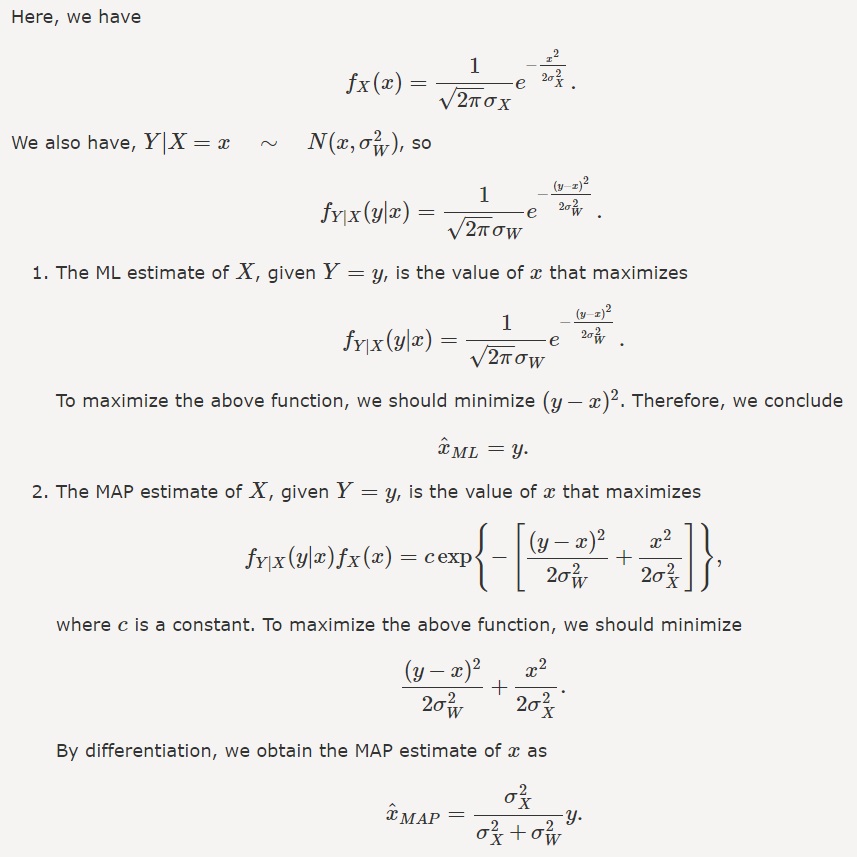 Here, we have
$$f_X(x) = \frac{1}{\sqrt{2\pi}\sigma_X} e^{-\frac{x^2}{2\sigma_X^2}}.$$
We also have, $Y|X = x \quad \sim \quad N(x, \sigma_W^2)$, so
$$f_{Y|X}(y|x) = \frac{1}{\sqrt{2\pi}\sigma_W} e^{-\frac{(y-x)^2}{2\sigma_W^2}}.$$
1. The ML estimate of $X$, given $Y = y$, is the value of $x$ that maximizes
$$f_{Y|X}(y|x) = \frac{1}{\sqrt{2\pi}\sigma_W} e^{-\frac{(y-x)^2}{2\sigma_W^2}}.$$
To maximize the above function, we should minimize $(y - x)^2$. Therefore, we conclude
$$\hat{x}_{ML} = y.$$
2. The MAP estimate of $X$, given $Y = y$, is the value of $x$ that maximizes
$$f_{Y|X}(y|x)f_X(x) = c \exp\left\{-\left[\frac{(y-x)^2}{2\sigma_W^2} + \frac{x^2}{2\sigma_X^2}\right]\right\},$$
where $c$ is a constant. To maximize the above function, we should minimize
$$\frac{(y-x)^2}{2\sigma_W^2} + \frac{x^2}{2\sigma_X^2}.$$
By differentiation, we obtain the MAP estimate of $x$ as
$$\hat{x}_{MAP} = \frac{\sigma_X^2}{\sigma_X^2 + \sigma_W^2} y.$$